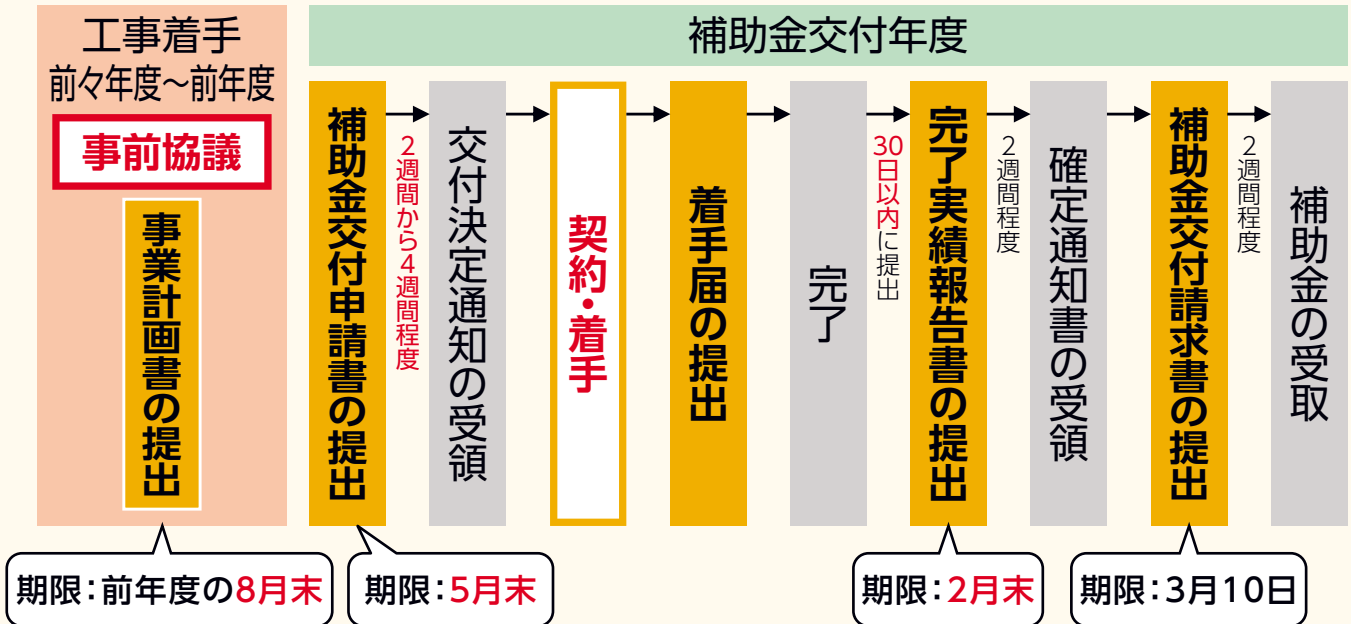 工事着手
前々年度～前年度
事前協議
事業計画書の提出
期限：前年度の8月末
補助金交付年度
補助金交付申請書の提出
期限：5月末
2週間から4週間程度
交付決定通知の受領
契約・着手
着手届の提出
完了
30日以内に提出
完了実績報告書の提出
期限：2月末
2週間程度
確定通知書の受領
補助金交付請求書の提出
期限：3月10日
2週間程度
補助金の受取